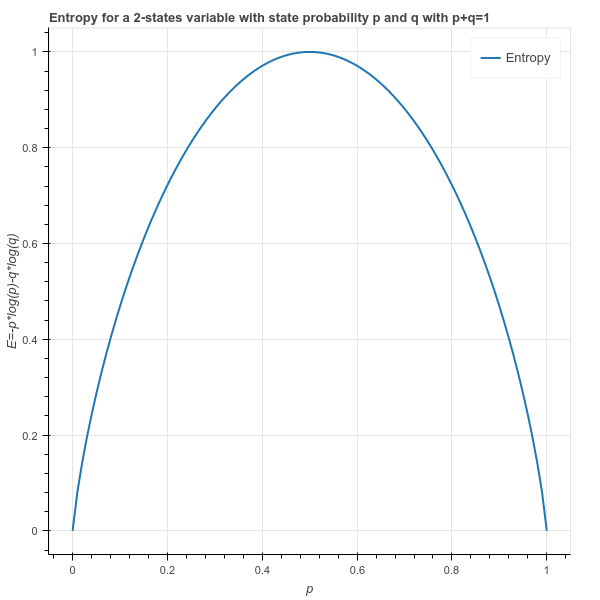 Entropy for a 2-states variable with state probability p and q with p+q=1
Entropy
1
0.8
0.6
0.4
0.2
0
E=-p*log(p)-q*log(q)
0 0.2 0.4 0.6 0.8 1
p